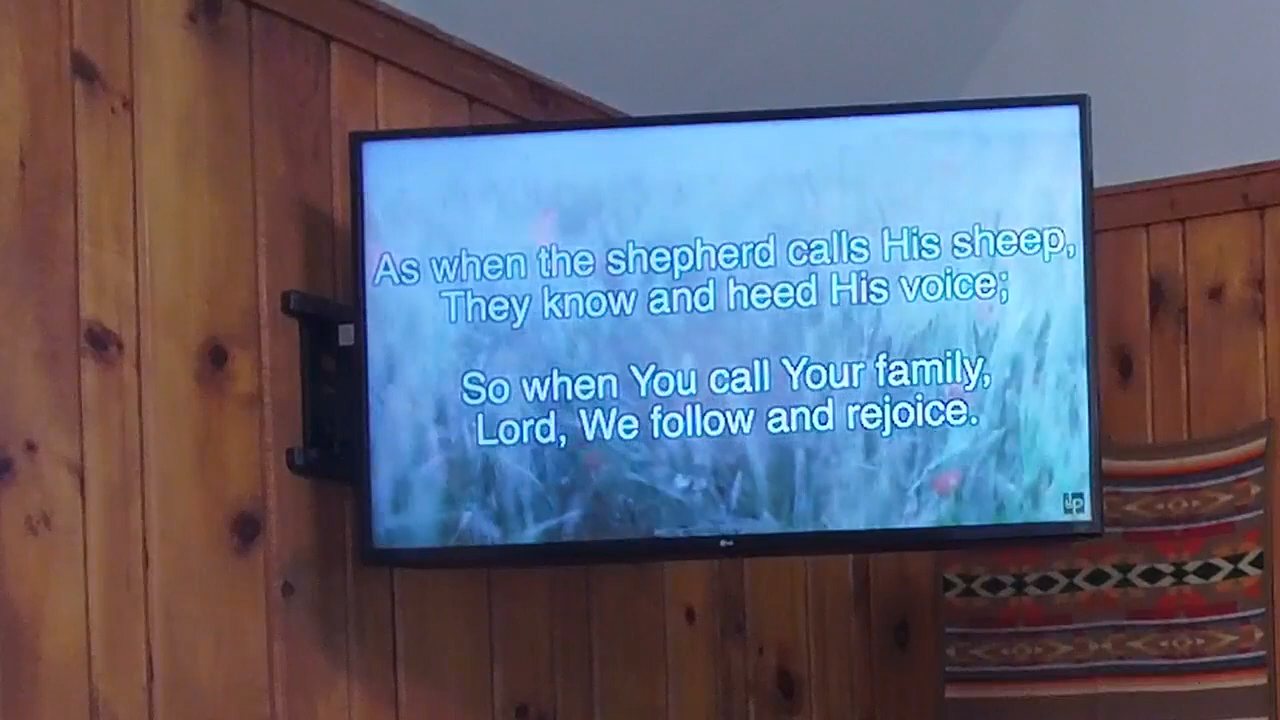 As when the shepherd calls His sheep,
They know and heed His voice;
So when You call Your family,
Lord, We follow and rejoice.